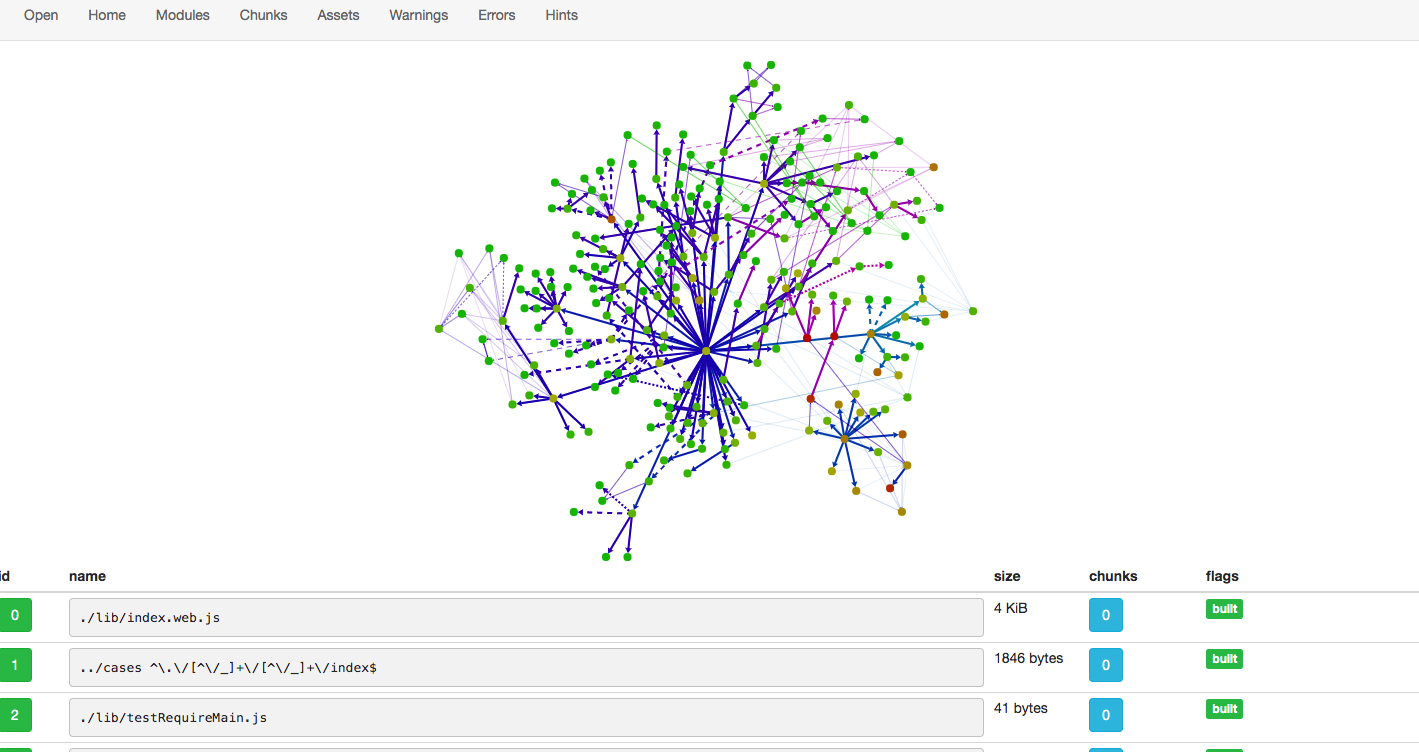 Open Home Modules Chunks Assets Warnings Errors Hints
id name size chunks flags
0 ./lib/index.web.js 4 KiB 0 built
1 ../cases ^\.\/[^\/_]+\/[^\/_]+\/index$ 1846 bytes 0 built
2 ./lib/testRequireMain.js 41 bytes 0 built